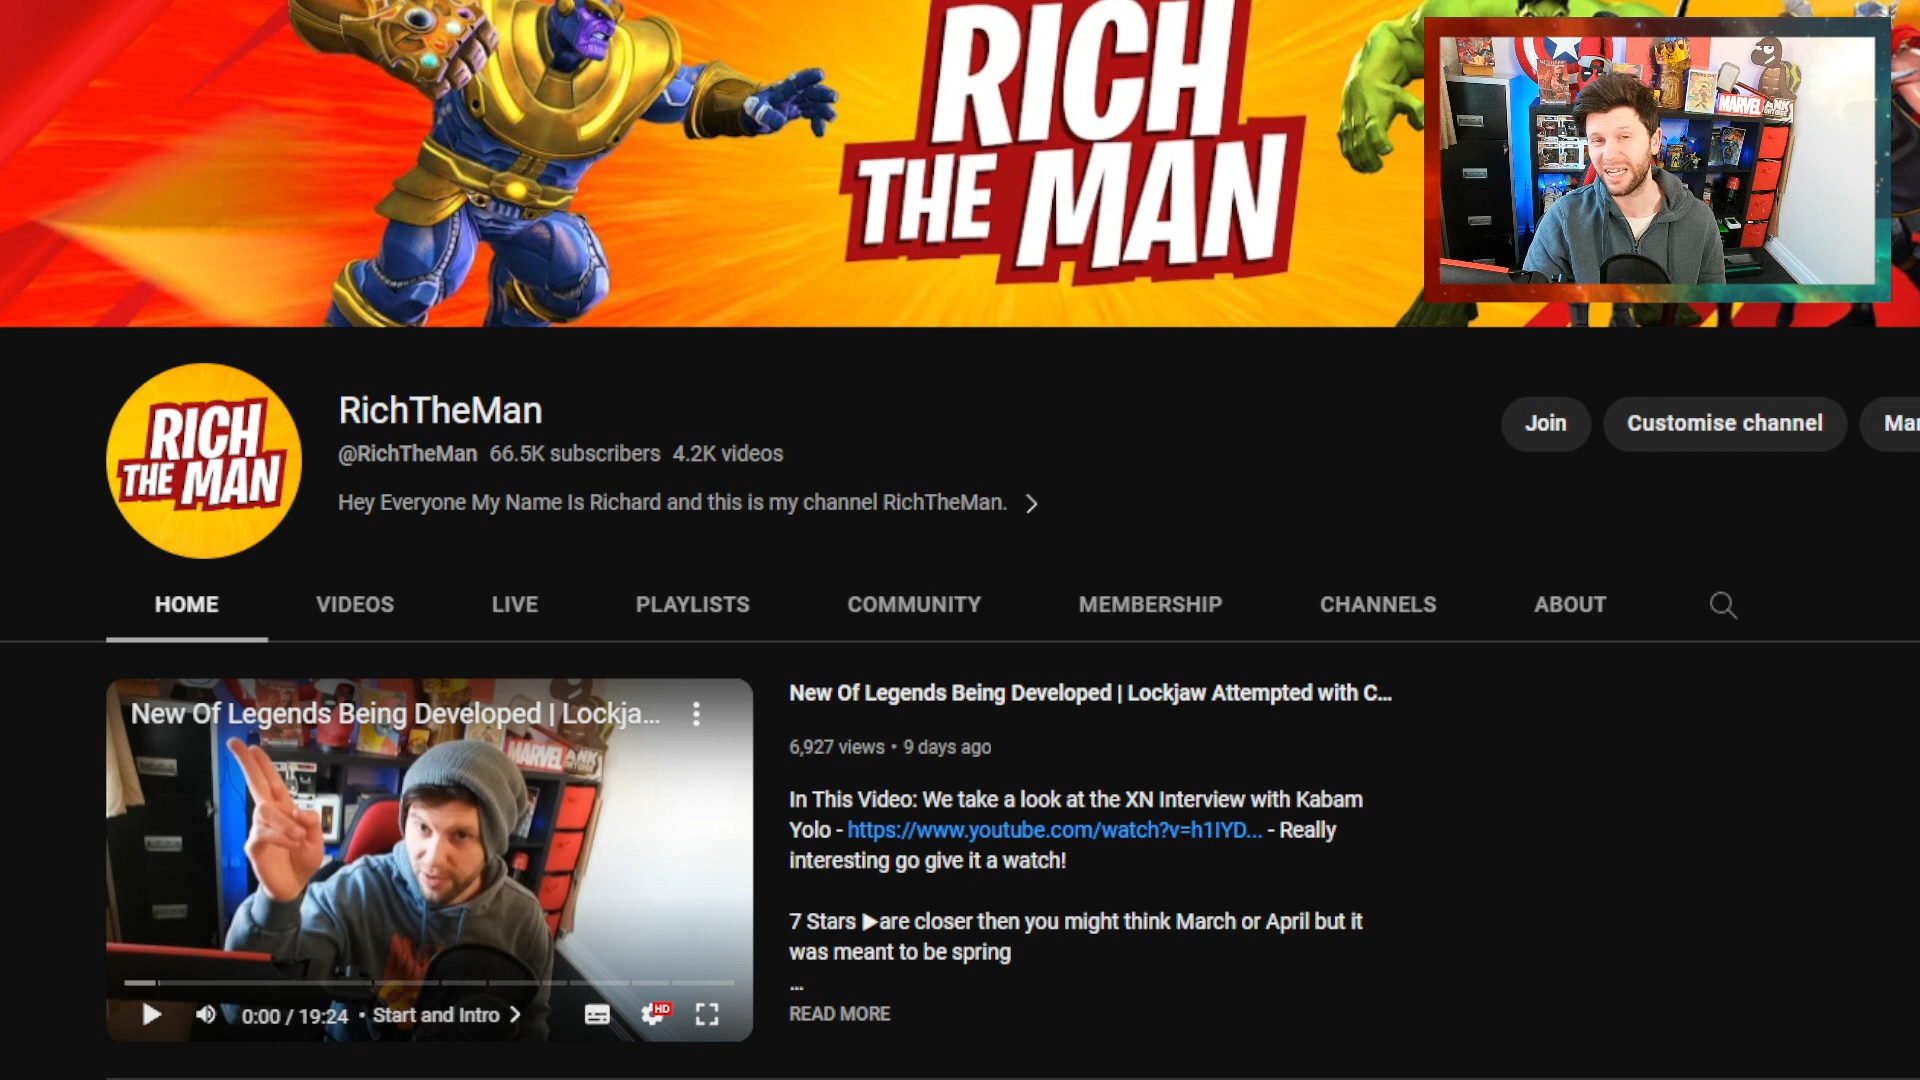 RICH
THE MAN
MARVEL
RICH
THE MAN
RichTheMan
@RichTheMan 66.5K subscribers 4.2K videos
Hey Everyone My Name Is Richard and this is my channel RichTheMan.
Join
Customise channel
HOME
VIDEOS
LIVE
PLAYLISTS
COMMUNITY
MEMBERSHIP
CHANNELS
ABOUT
New Of Legends Being Developed | Lockja...
MARVEL
0:00 / 19:24 • Start and Intro
HD
New Of Legends Being Developed | Lockjaw Attempted with C...
6,927 views • 9 days ago
In This Video: We take a look at the XN Interview with Kabam
Yolo - https://www.youtube.com/watch?v=h1IYD... - Really
interesting go give it a watch!
7 Stars ▶are closer then you might think March or April but it
was meant to be spring
...
READ MORE